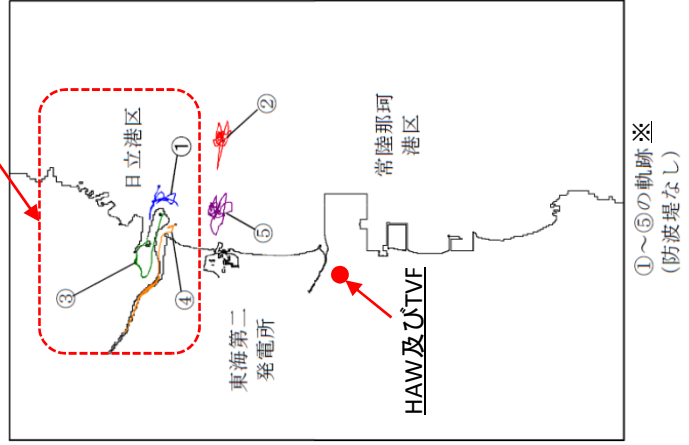 日立港区
①
②
③
④
⑤
東海第二
発電所
常陸那珂
港区
HAW及びTVF
①~⑤の軌跡※
(防波堤なし)